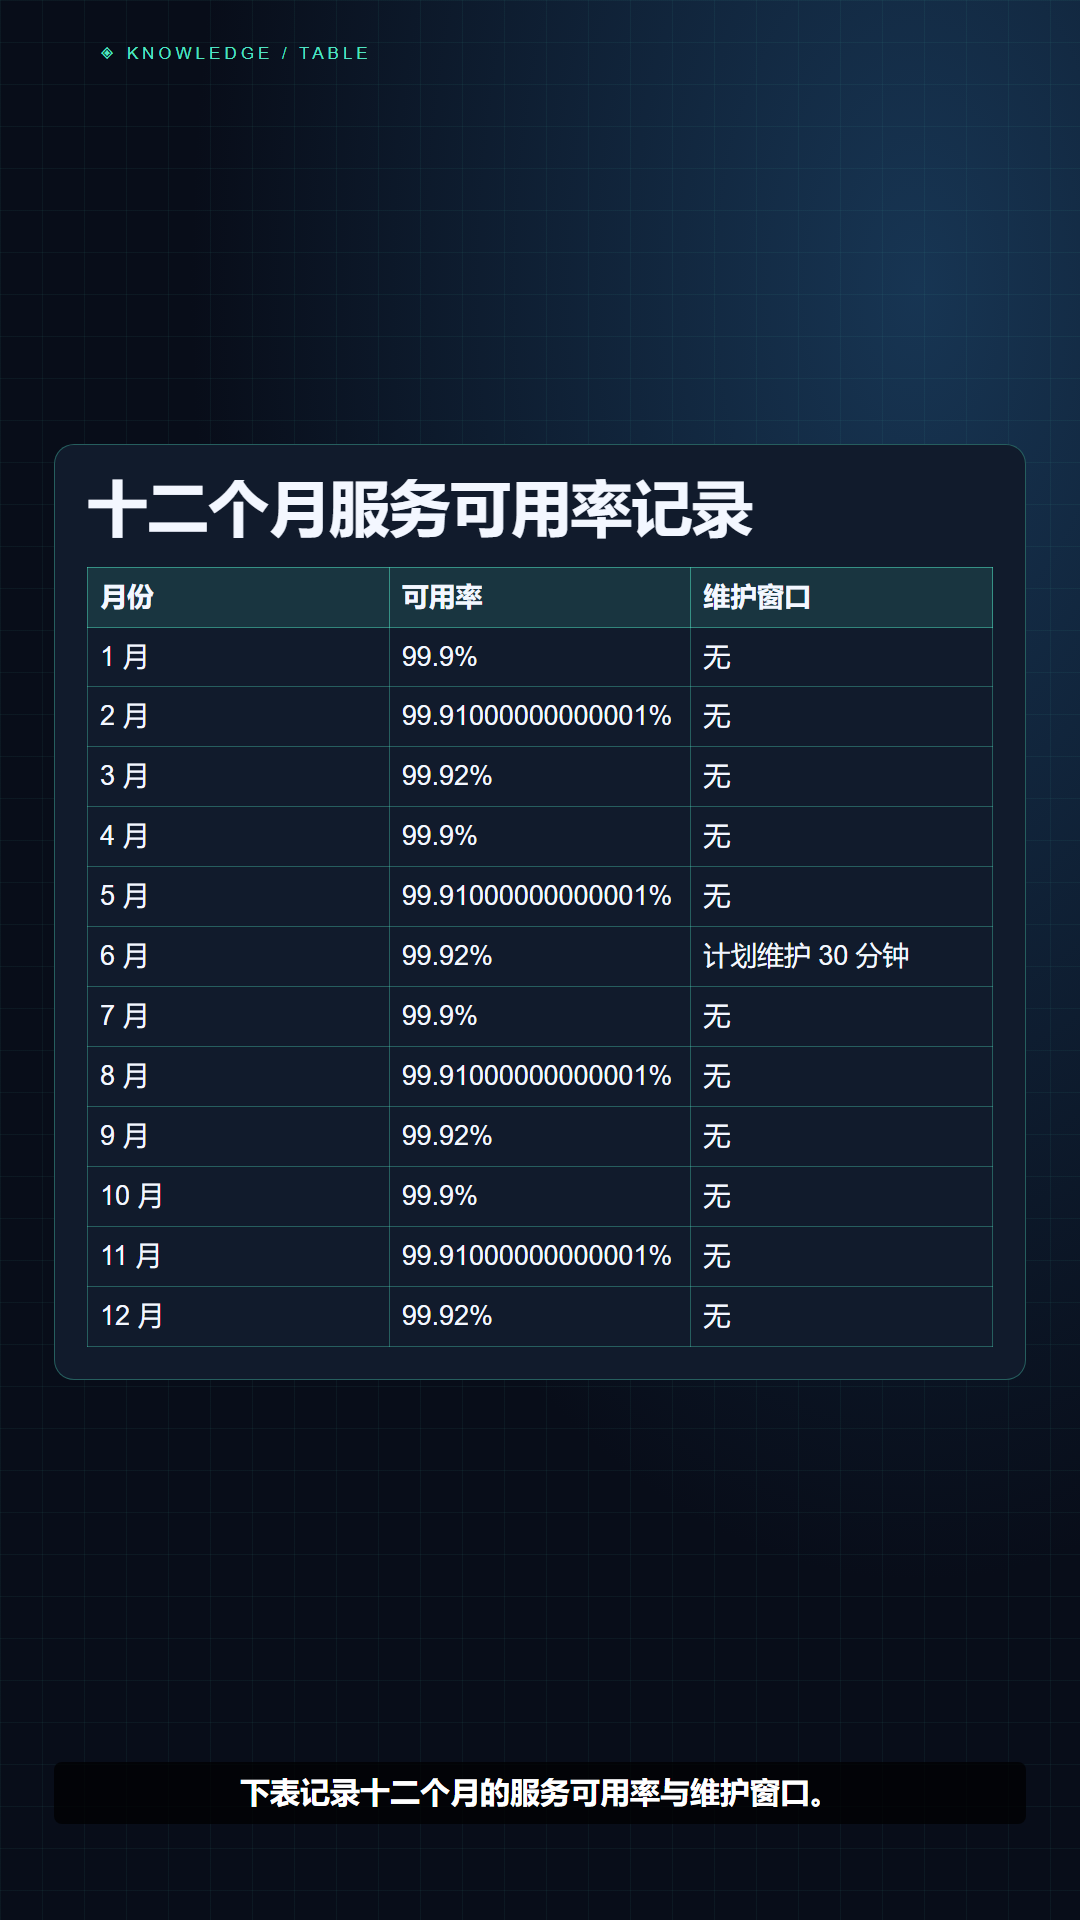 ◈ KNOWLEDGE / TABLE
十二个月服务可用率记录
月份 可用率 维护窗口
1 月 99.9% 无
2 月 99.91000000000001% 无
3 月 99.92% 无
4 月 99.9% 无
5 月 99.91000000000001% 无
6 月 99.92% 计划维护 30 分钟
7 月 99.9% 无
8 月 99.91000000000001% 无
9 月 99.92% 无
10 月 99.9% 无
11 月 99.91000000000001% 无
12 月 99.92% 无
下表记录十二个月的服务可用率与维护窗口。